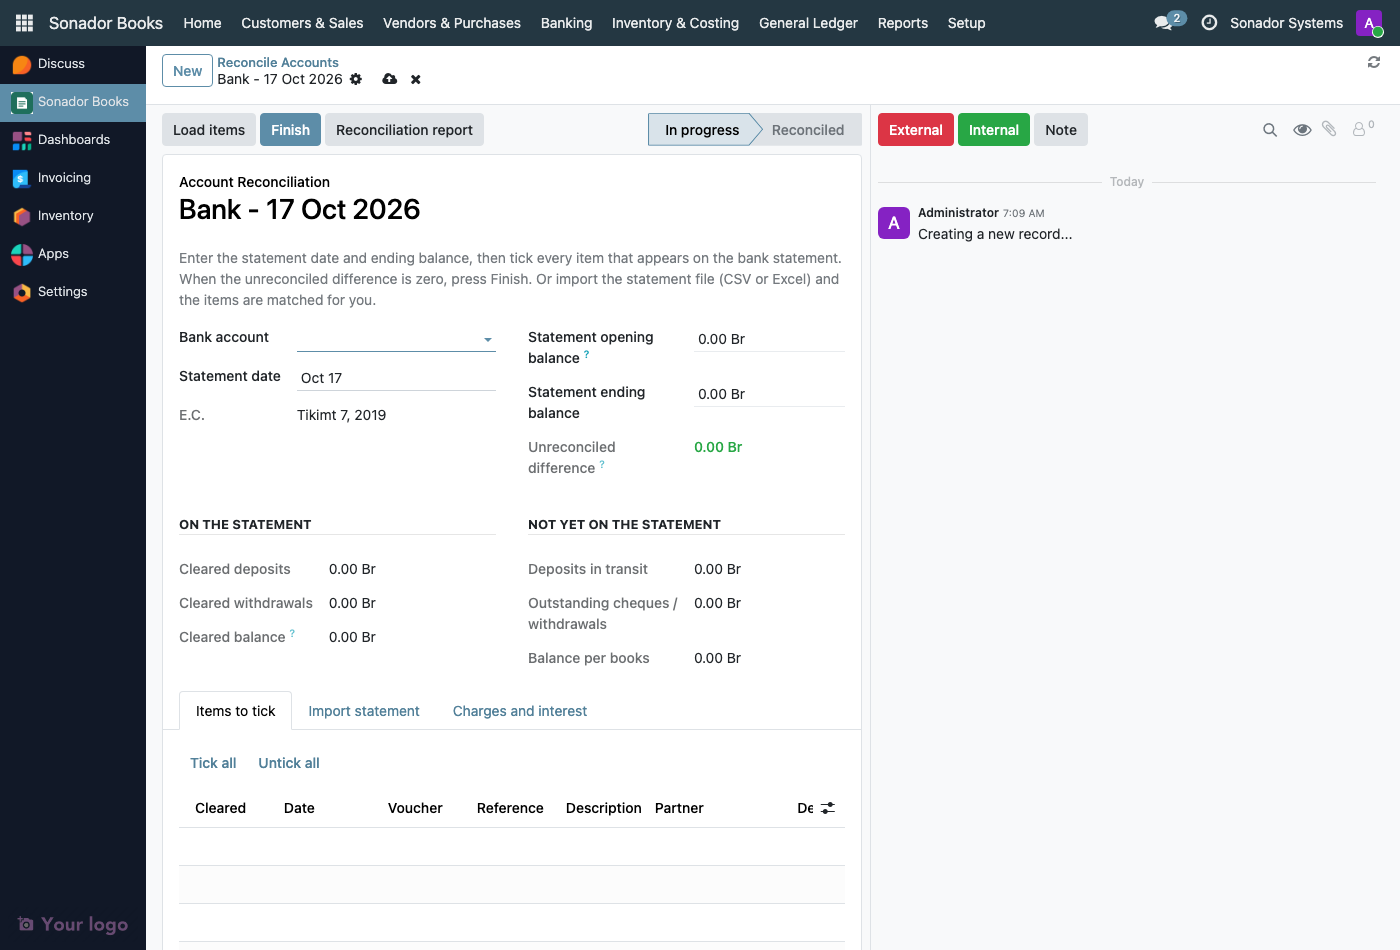 Sonador Books Home Customers & Sales Vendors & Purchases Banking Inventory & Costing General Ledger Reports Setup 2 Sonador Systems A
Discuss
Sonador Books
Dashboards
Invoicing
Inventory
Apps
Settings
Your logo
New
Reconcile Accounts
Bank - 17 Oct 2026
Load items Finish Reconciliation report In progress Reconciled
Account Reconciliation
Bank - 17 Oct 2026
Enter the statement date and ending balance, then tick every item that appears on the bank statement.
When the unreconciled difference is zero, press Finish. Or import the statement file (CSV or Excel) and
the items are matched for you.
Bank account
Statement date Oct 17
E.C. Tikimt 7, 2019
Statement opening
balance ? 0.00 Br
Statement ending
balance 0.00 Br
Unreconciled
difference ? 0.00 Br
ON THE STATEMENT
Cleared deposits 0.00 Br
Cleared withdrawals 0.00 Br
Cleared balance ? 0.00 Br
NOT YET ON THE STATEMENT
Deposits in transit 0.00 Br
Outstanding cheques /
withdrawals 0.00 Br
Balance per books 0.00 Br
Items to tick Import statement Charges and interest
Tick all Untick all
Cleared Date Voucher Reference Description Partner De
External Internal Note 0
Today
A
Administrator 7:09 AM
Creating a new record...